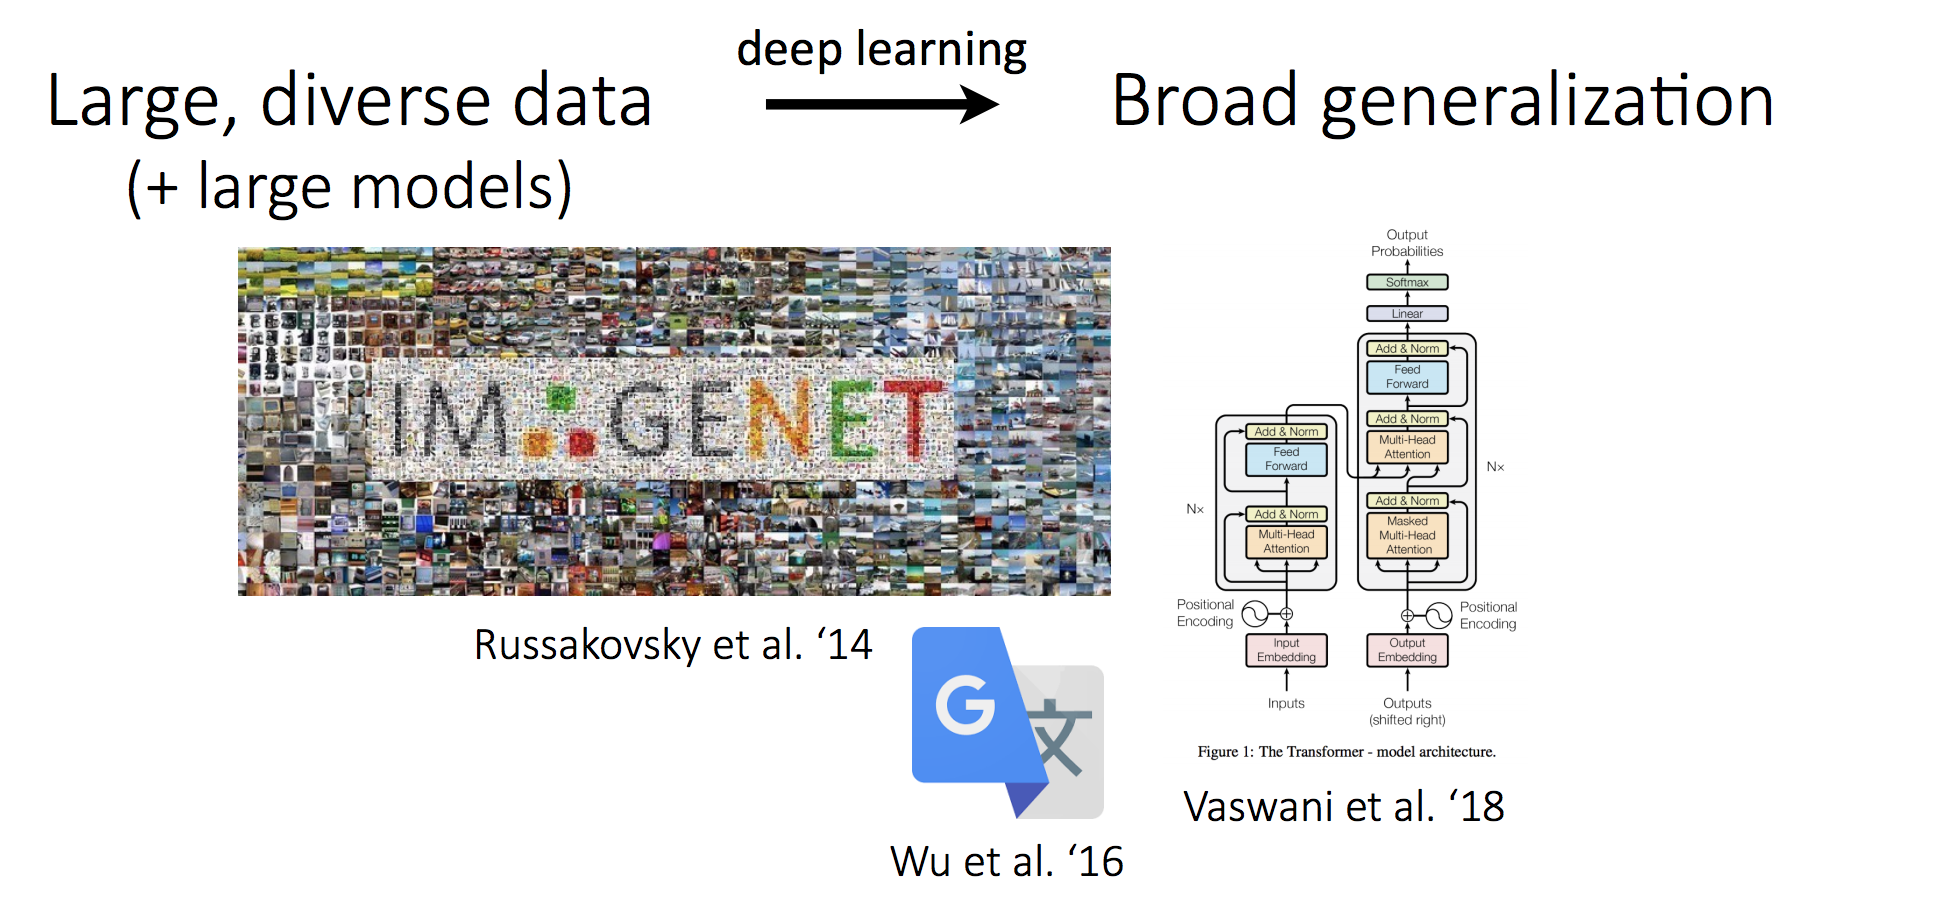 deep learning
Large, diverse data
(+ large models)
Broad generalization
IMAGENET
Russakovsky et al. ‘14
G 文
Wu et al. ‘16
Output
Probabilities
Softmax
Linear
Add & Norm
Feed
Forward
Add & Norm
Multi-Head
Attention
Add & Norm
Masked
Multi-Head
Attention
N×
Add & Norm
Feed
Forward
Add & Norm
Multi-Head
Attention
N×
Positional
Encoding
Positional
Encoding
Input
Embedding
Output
Embedding
Inputs
Outputs
(shifted right)
Figure 1: The Transformer - model architecture.
Vaswani et al. ‘18